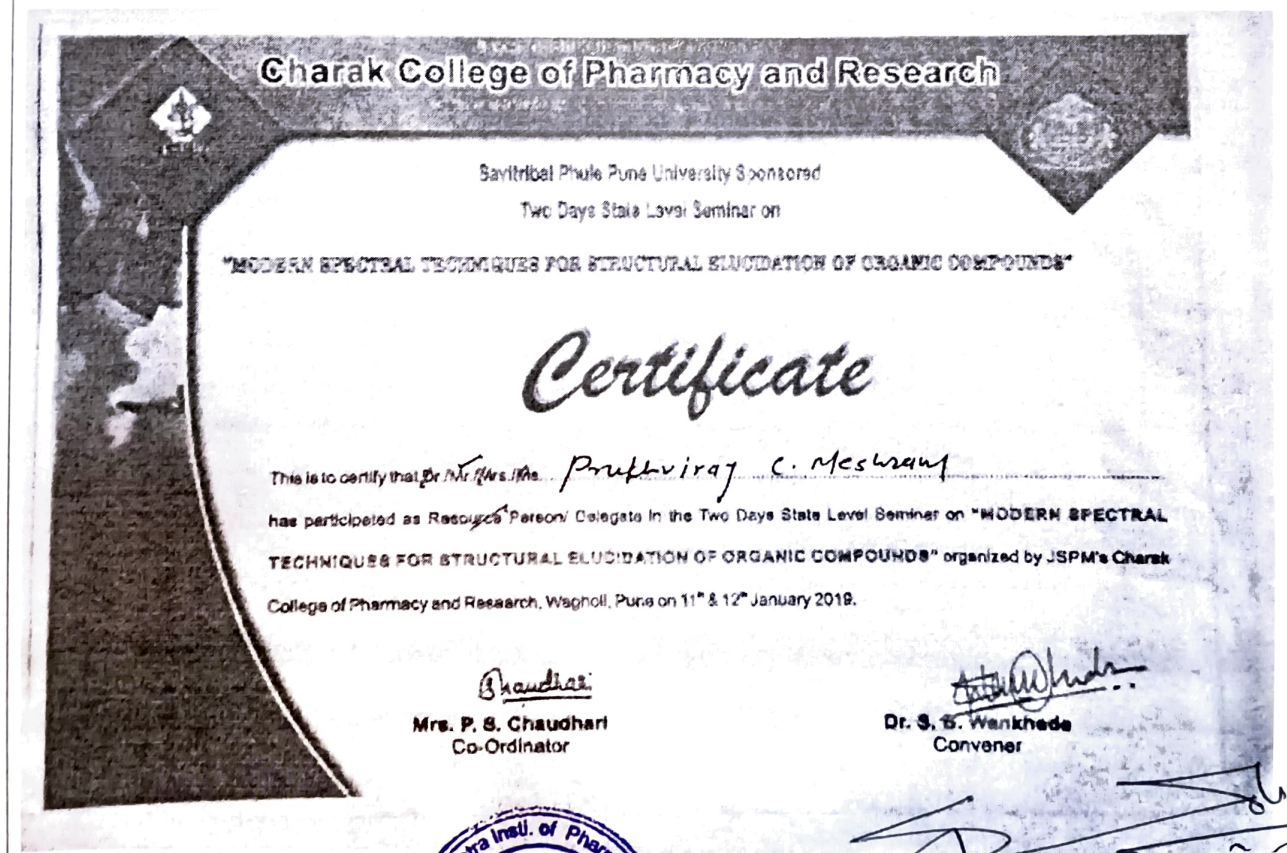 Charak College of Pharmacy and Research
Savitribai Phule Pune University Sponsored
Two Days State Level Seminar on
"MODERN SPECTRAL TECHNIQUES FOR STRUCTURAL ELUCIDATION OF ORGANIC COMPOUNDS"
Certificate
This is to certify that Dr./Mr./Mrs./Ms. Pruthviraj C. Meshram
has participated as Resource Person/ Delegate in the Two Days State Level Seminar on "MODERN SPECTRAL
TECHNIQUES FOR STRUCTURAL ELUCIDATION OF ORGANIC COMPOUNDS" organized by JSPM's Charak
College of Pharmacy and Research, Wagholi, Pune on 11th & 12th January 2019.
Chaudhari
Mrs. P. S. Chaudhari
Co-Ordinator
Dr. S. B. Wankhede
Convener
Insti. of Phar